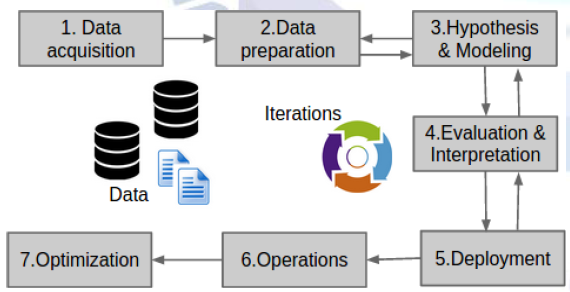 1. Data
acquisition
2.Data
preparation
3.Hypothesis
& Modeling
Iterations
4.Evaluation &
Interpretation
Data
7.Optimization
6.Operations
5.Deployment